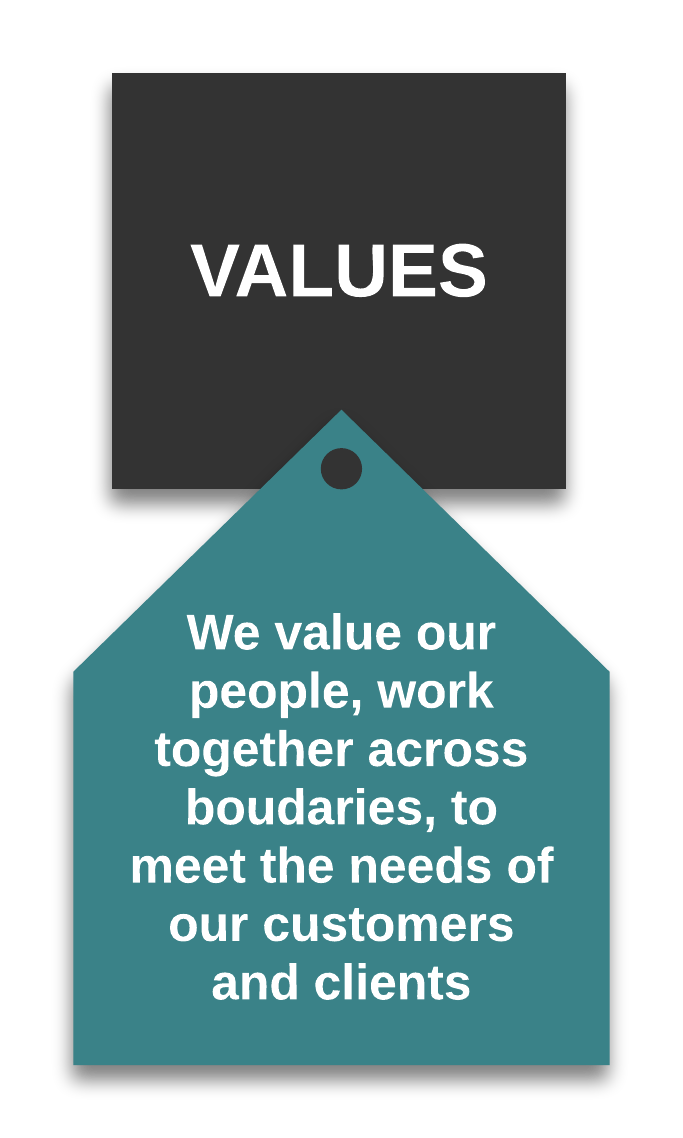 VALUES
We value our
people, work
together across
boudaries, to
meet the needs of
our customers
and clients